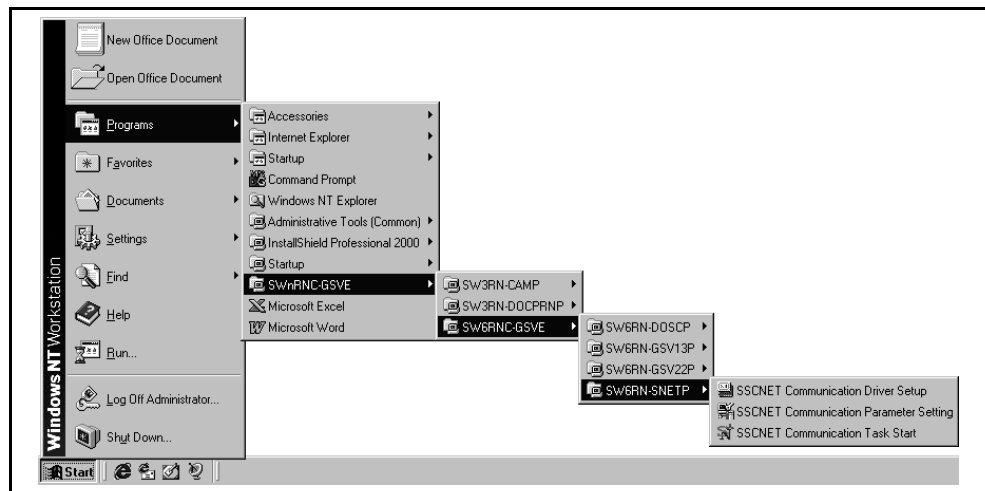 New Office Document
Open Office Document
Programs
Favorites
Documents
Settings
Find
Help
Run...
Log Off Administrator...
Shut Down...
Windows NT Workstation
Accessories
Internet Explorer
Startup
Command Prompt
Windows NT Explorer
Administrative Tools (Common)
InstallShield Professional 2000
Startup
SWnRNC-GSVE
Microsoft Excel
Microsoft Word
SW3RN-CAMP
SW3RN-DOCPRNP
SW6RNC-GSVE
SW6RN-DOSCP
SW6RN-GSV13P
SW6RN-GSV22P
SW6RN-SNETP
SSCNET Communication Driver Setup
SSCNET Communication Parameter Setting
SSCNET Communication Task Start
Start